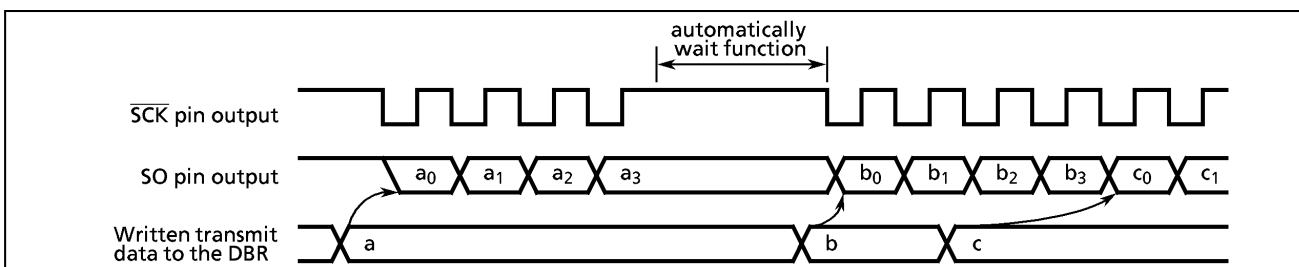 automatically
wait function
SCK pin output
SO pin output
a0 a1 a2 a3 b0 b1 b2 b3 c0 c1
Written transmit
data to the DBR
a b c